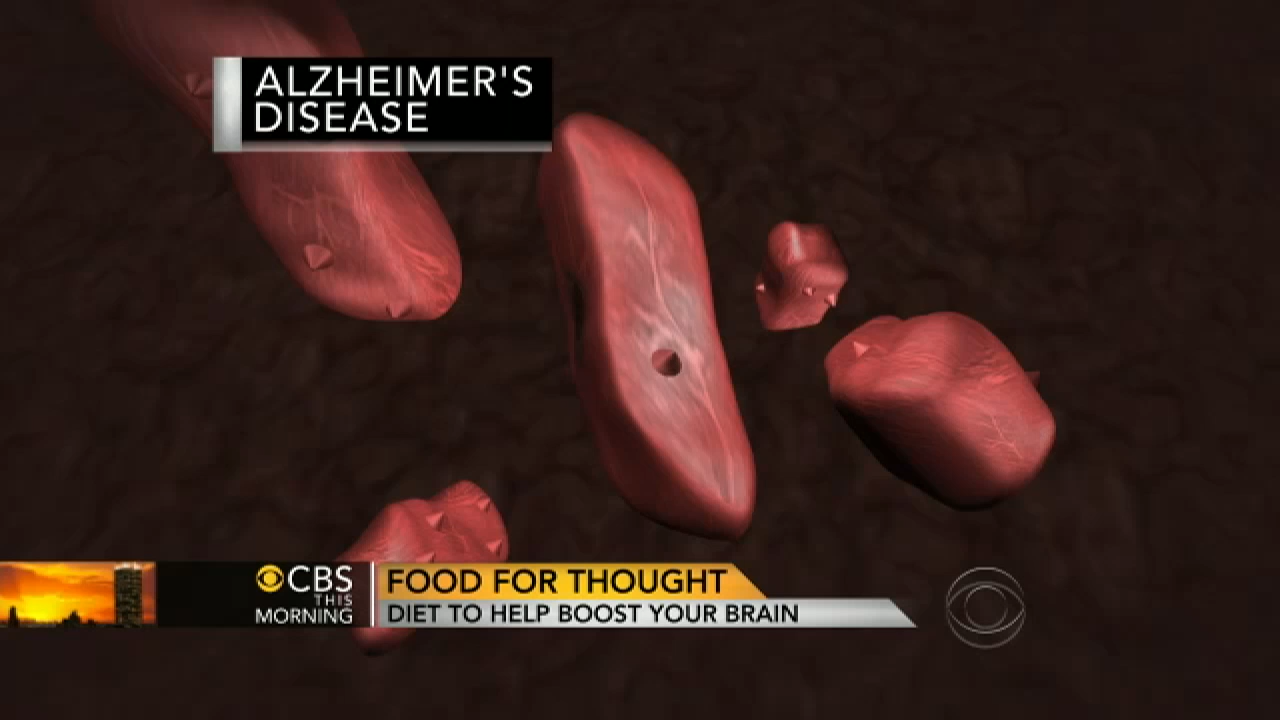 ALZHEIMER'S
DISEASE
CBS
THIS
MORNING
FOOD FOR THOUGHT
DIET TO HELP BOOST YOUR BRAIN